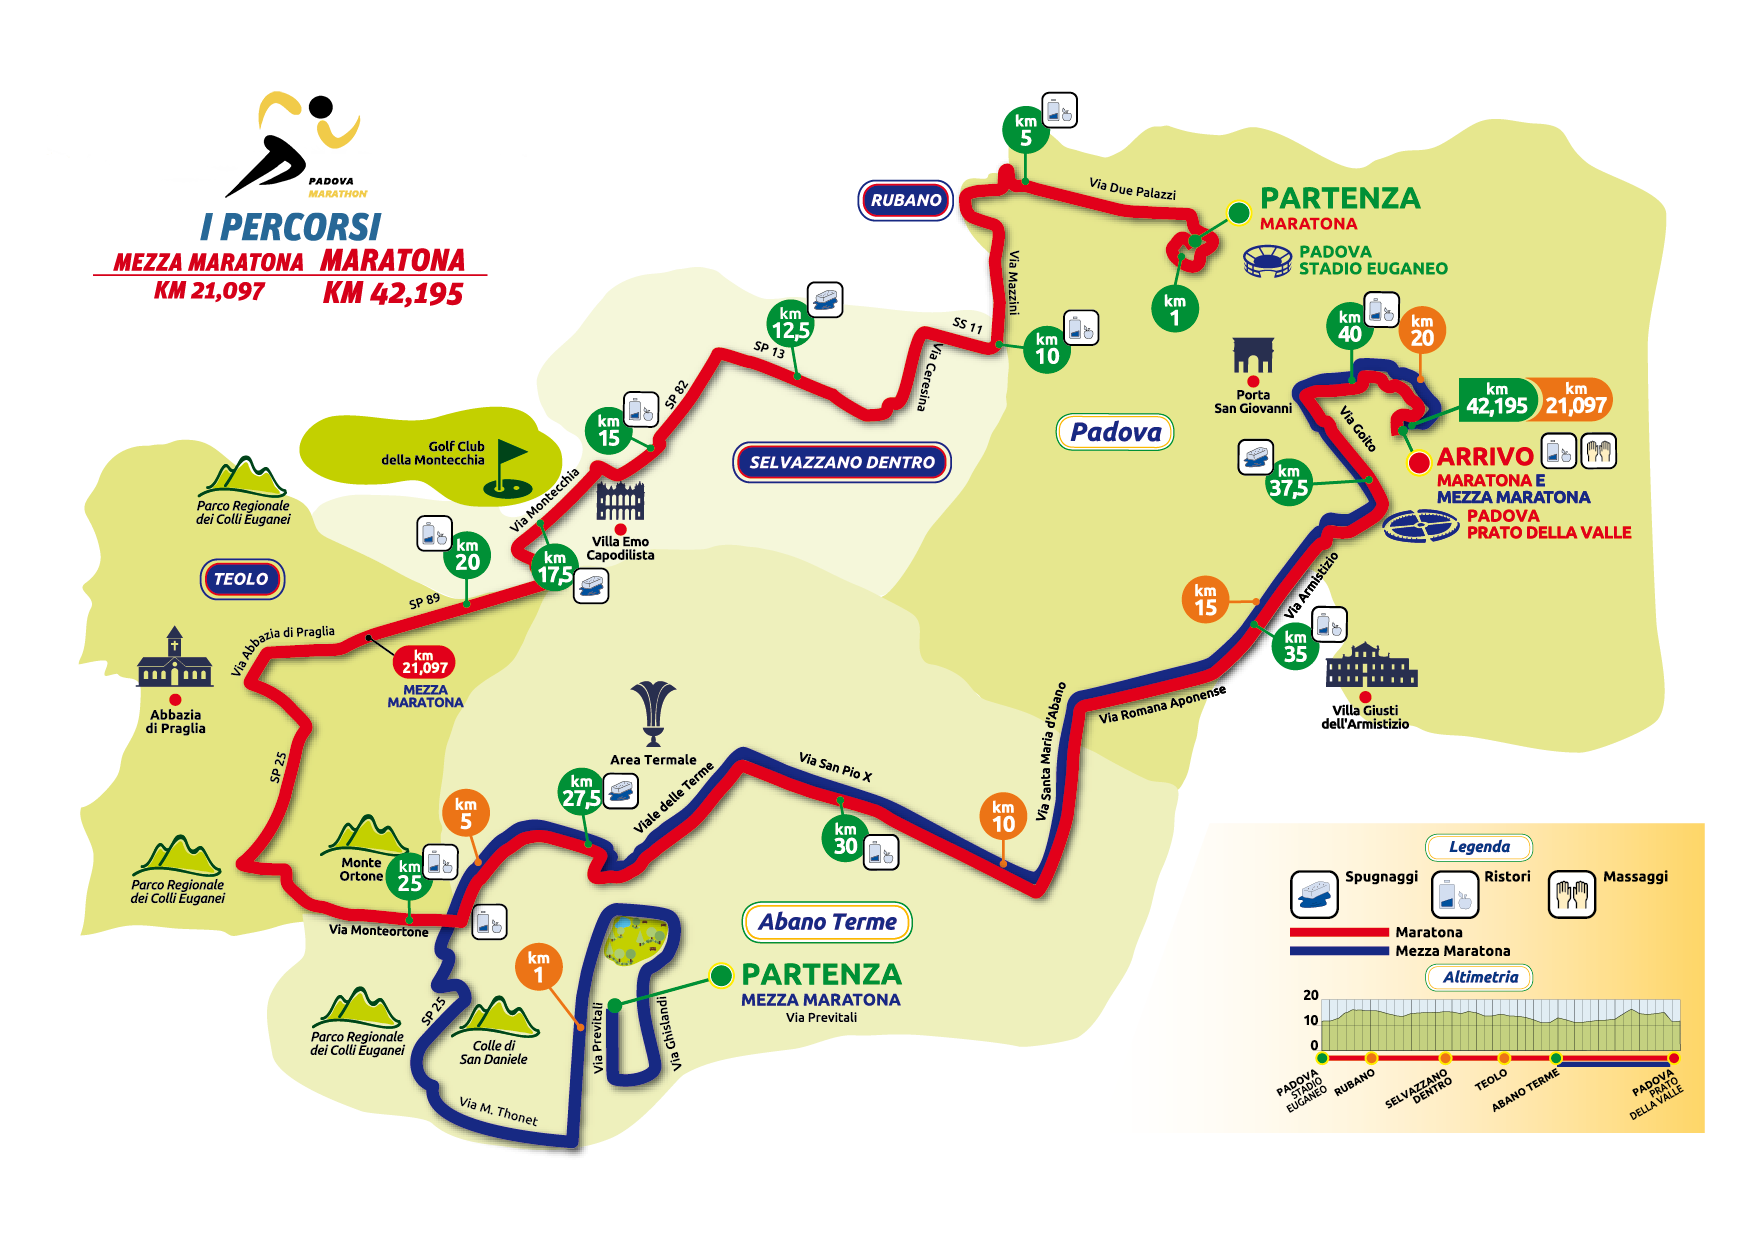 PADOVA
MARATHON
I PERCORSI
MEZZA MARATONA MARATONA
KM 21,097 KM 42,195
km
5
RUBANO
Via Due Palazzi
PARTENZA
MARATONA
PADOVA
STADIO EUGANEO
km
1
Via Mazzini
SS 11
km
10
Via Ceresina
km
12,5
SP 13
SP 82
km
15
SELVAZZANO DENTRO
Padova
Porta
San Giovanni
km
40
km
20
km
42,195
km
21,097
Via Goito
ARRIVO
MARATONA E
MEZZA MARATONA
PADOVA
PRATO DELLA VALLE
km
37,5
Golf Club
della Montecchia
Via Montecchia
Villa Emo
Capodilista
Parco Regionale
dei Colli Euganei
km
20
km
17,5
TEOLO
SP 89
Via Abbazia di Praglia
km
21,097
MEZZA
MARATONA
Abbazia
di Praglia
SP 25
km
15
Via Armistizio
km
35
Villa Giusti
dell'Armistizio
Via Romana Aponense
Via Santa Maria d'Abano
Area Termale
km
27,5
Viale delle Terme
Via San Pio X
km
30
km
10
km
5
Monte
Ortone
km
25
Parco Regionale
dei Colli Euganei
Via Monteortone
Abano Terme
PARTENZA
MEZZA MARATONA
Via Previtali
km
1
Via Previtali
Via Ghislandi
SP 25
Parco Regionale
dei Colli Euganei
Colle di
San Daniele
Via M. Thonet
Legenda
Spugnaggi
Ristori
Massaggi
Maratona
Mezza Maratona
Altimetria
20
10
0
PADOVA
STADIO
EUGANEO
RUBANO
SELVAZZANO
DENTRO
TEOLO
ABANO TERME
PADOVA
PRATO
DELLA VALLE